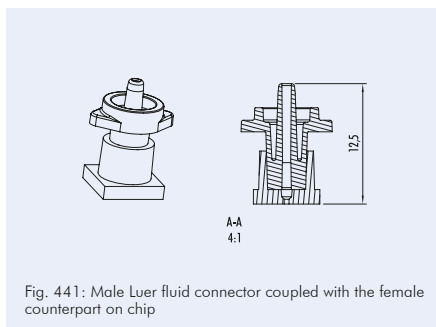 12,5
A-A
4:1
Fig. 441: Male Luer fluid connector coupled with the female
counterpart on chip